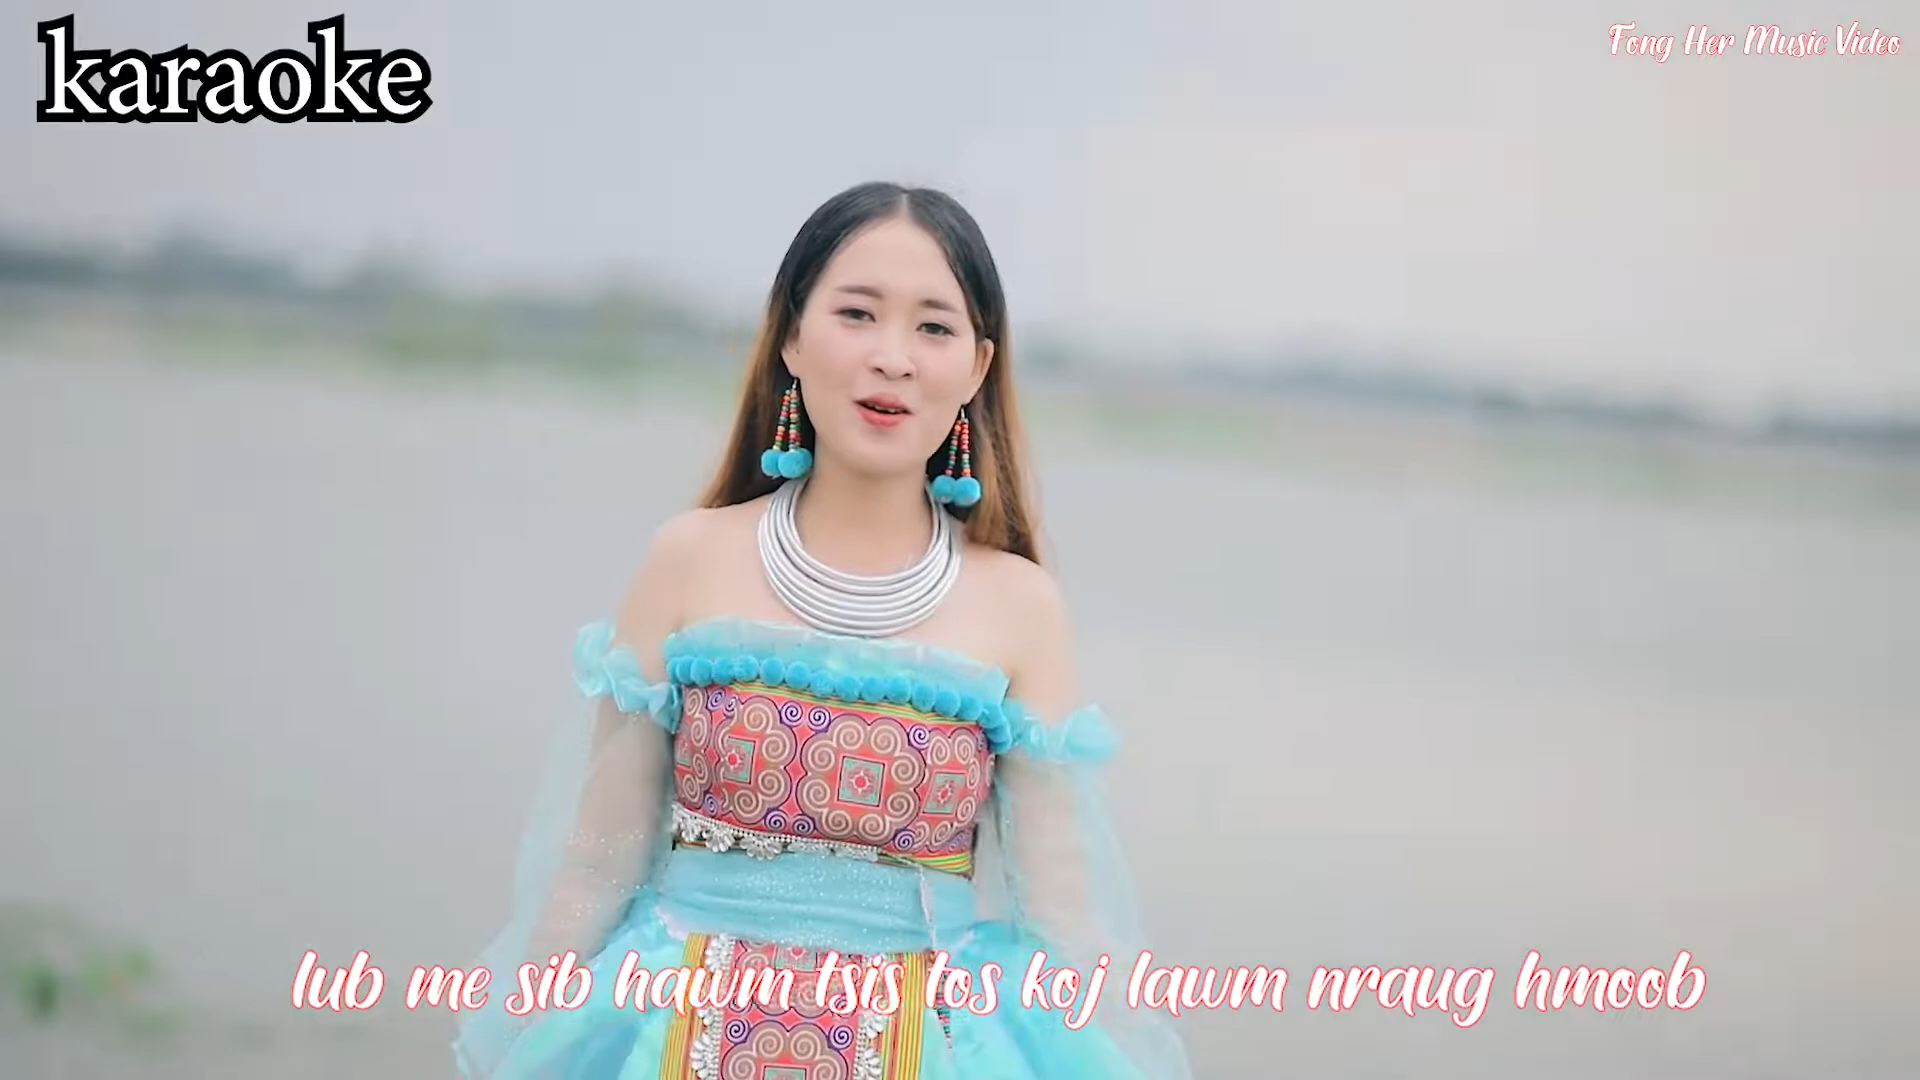 karaoke
Fong Her Music Video
lub me sib hawm tsis tos koj lawm nraug hmoob